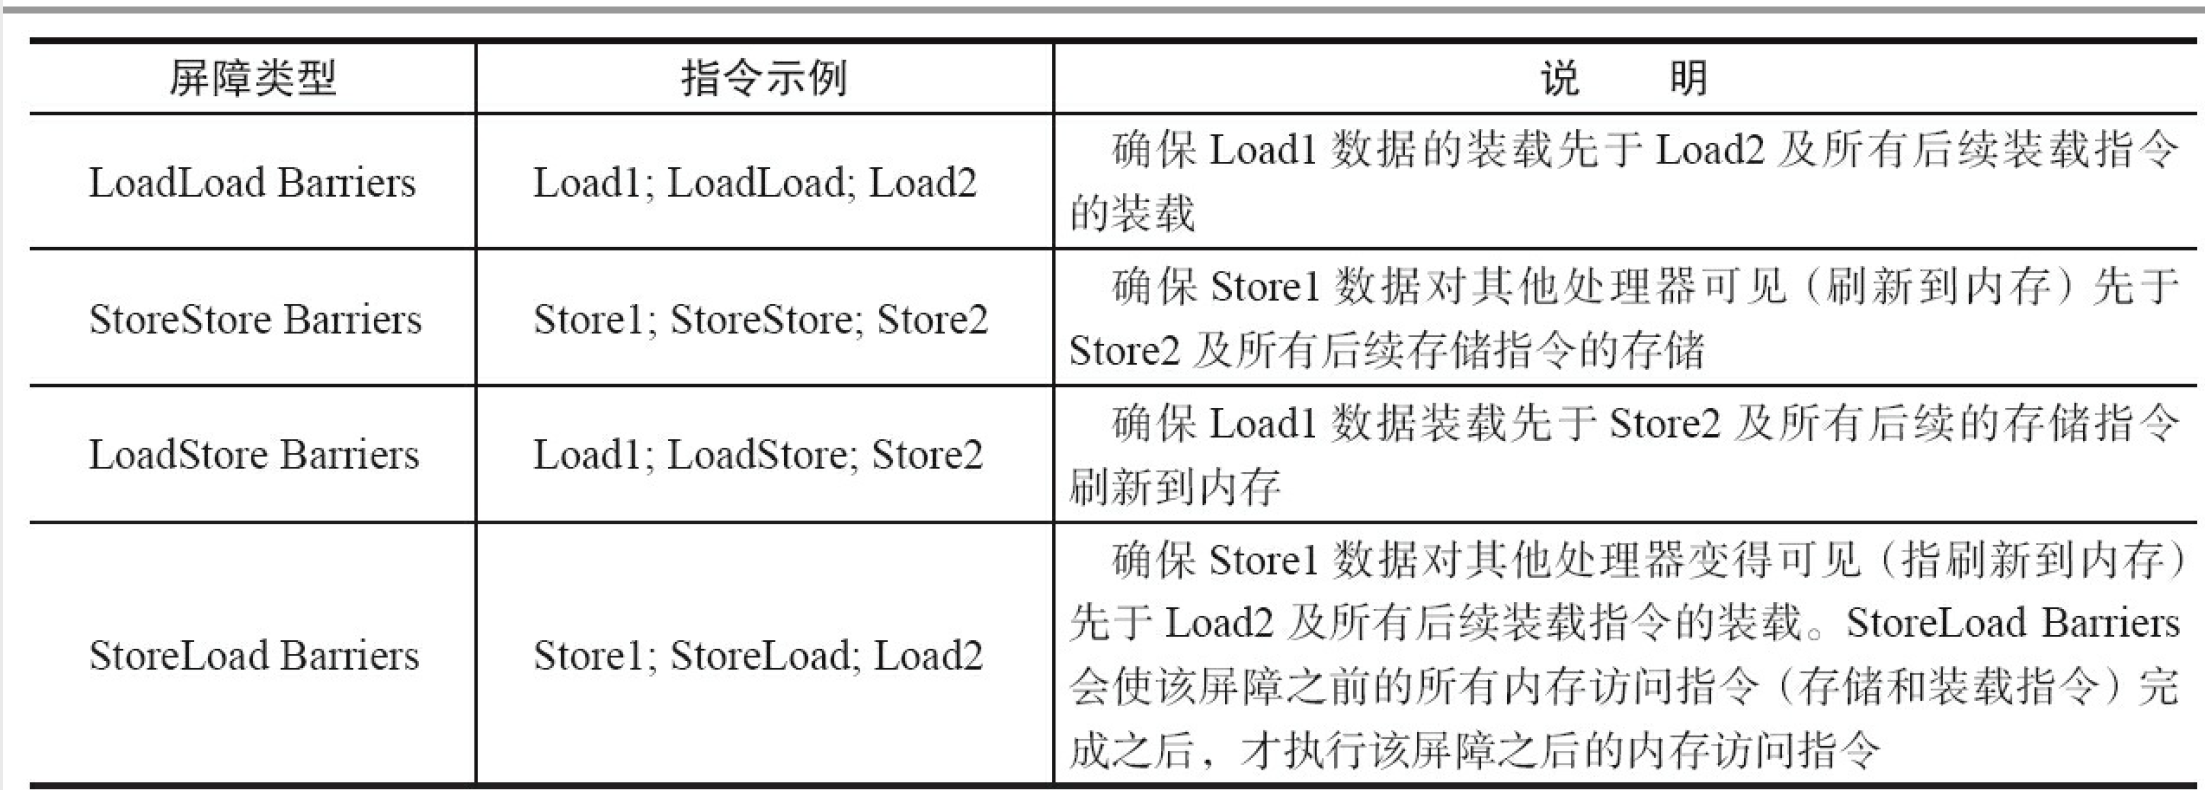 屏障类型 指令示例 说 明
LoadLoad Barriers Load1; LoadLoad; Load2 确保 Load1 数据的装载先于 Load2 及所有后续装载指令
的装载
StoreStore Barriers Store1; StoreStore; Store2 确保 Store1 数据对其他处理器可见（刷新到内存）先于
Store2 及所有后续存储指令的存储
LoadStore Barriers Load1; LoadStore; Store2 确保 Load1 数据装载先于 Store2 及所有后续的存储指令
刷新到内存
StoreLoad Barriers Store1; StoreLoad; Load2 确保 Store1 数据对其他处理器变得可见（指刷新到内存）
先于 Load2 及所有后续装载指令的装载。StoreLoad Barriers
会使该屏障之前的所有内存访问指令（存储和装载指令）完
成之后，才执行该屏障之后的内存访问指令